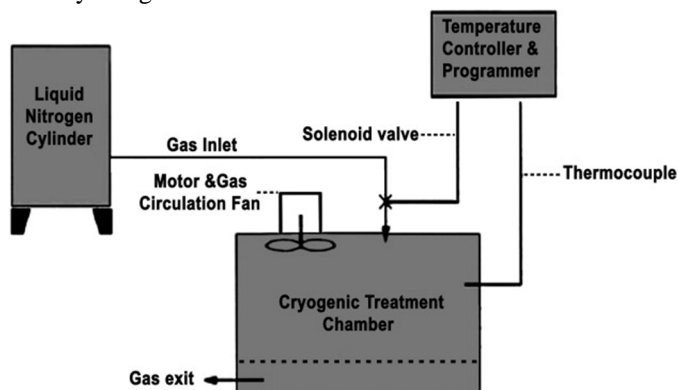 Temperature
Controller &
Programmer
Liquid
Nitrogen
Cylinder
Solenoid valve
Gas Inlet
Thermocouple
Motor &Gas
Circulation Fan
Cryogenic Treatment
Chamber
Gas exit